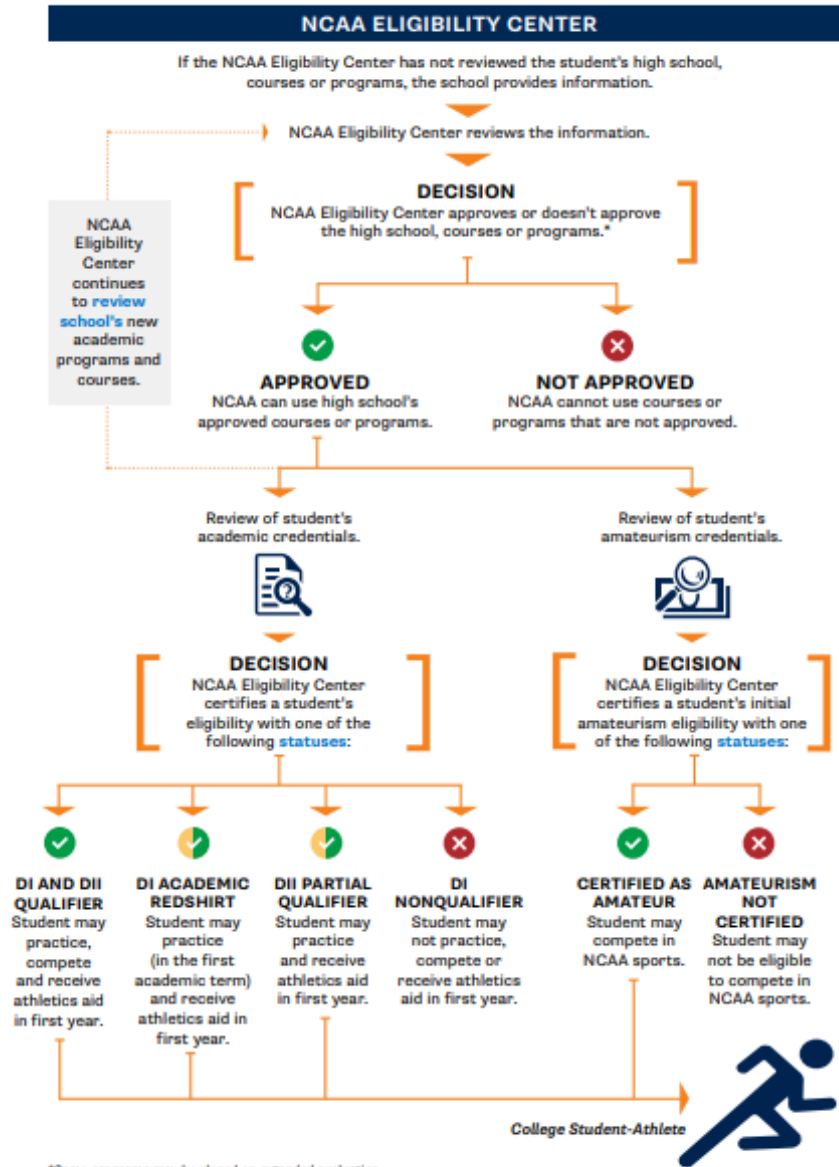 NCAA ELIGIBILITY CENTER
If the NCAA Eligibility Center has not reviewed the student's high school,
courses or programs, the school provides information.
NCAA Eligibility Center reviews the information.
DECISION
NCAA Eligibility Center approves or doesn't approve
the high school, courses or programs.*
NCAA
Eligibility
Center
continues
to review
school's new
academic
programs and
courses.
APPROVED
NCAA can use high school's
approved courses or programs.
NOT APPROVED
NCAA cannot use courses or
programs that are not approved.
Review of student's
academic credentials.
Review of student's
amateurism credentials.
?
DECISION
NCAA Eligibility Center
certifies a student's
eligibility with one of the
following statuses:
DECISION
NCAA Eligibility Center
certifies a student's initial
amateurism eligibility with one
of the following statuses:
DI AND DII
QUALIFIER
Student may
practice,
compete
and receive
athletics aid
in first year.
DI ACADEMIC
REDSHIRT
Student may
practice
(in the first
academic term)
and receive
athletics aid in
first year.
DII PARTIAL
QUALIFIER
Student may
practice
and receive
athletics aid
in first year.
DI
NONQUALIFIER
Student may
not practice,
compete or
receive athletics
aid in first year.
CERTIFIED AS
AMATEUR
Student may
compete in
NCAA sports.
AMATEURISM
NOT
CERTIFIED
Student may
not be eligible
to compete in
NCAA sports.
College Student-Athlete